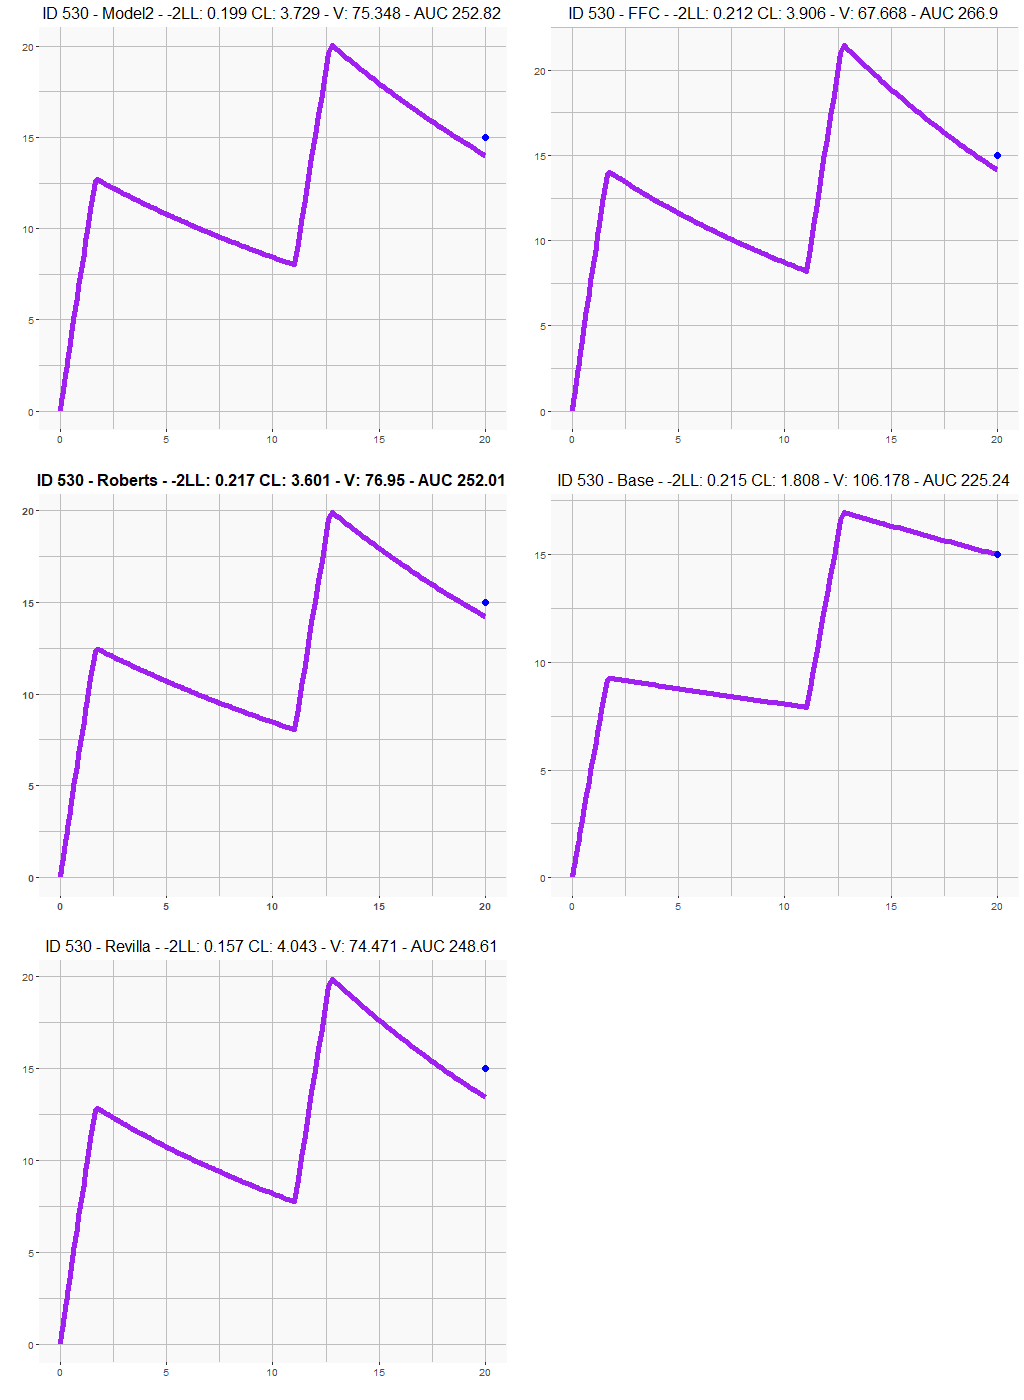 ID 530 - Model2 - -2LL: 0.199 CL: 3.729 - V: 75.348 - AUC 252.82
20
15
10
5
0
0 5 10 15 20
ID 530 - FFC - -2LL: 0.212 CL: 3.906 - V: 67.668 - AUC 266.9
20
15
10
5
0
0 5 10 15 20
ID 530 - Roberts - -2LL: 0.217 CL: 3.601 - V: 76.95 - AUC 252.01
20
15
10
5
0
0 5 10 15 20
ID 530 - Base - -2LL: 0.215 CL: 1.808 - V: 106.178 - AUC 225.24
15
10
5
0
0 5 10 15 20
ID 530 - Revilla - -2LL: 0.157 CL: 4.043 - V: 74.471 - AUC 248.61
20
15
10
5
0
0 5 10 15 20